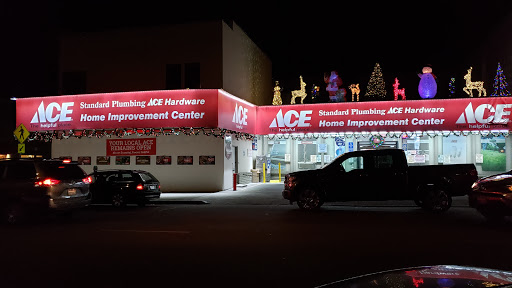 ACE
helpful
Standard Plumbing ACE Hardware
Home Improvement Center
ACE
helpful
ACE
helpful
Standard Plumbing ACE Hardware
Home Improvement Center
ACE
helpful
YOUR LOCAL ACE
REMAINS OPEN